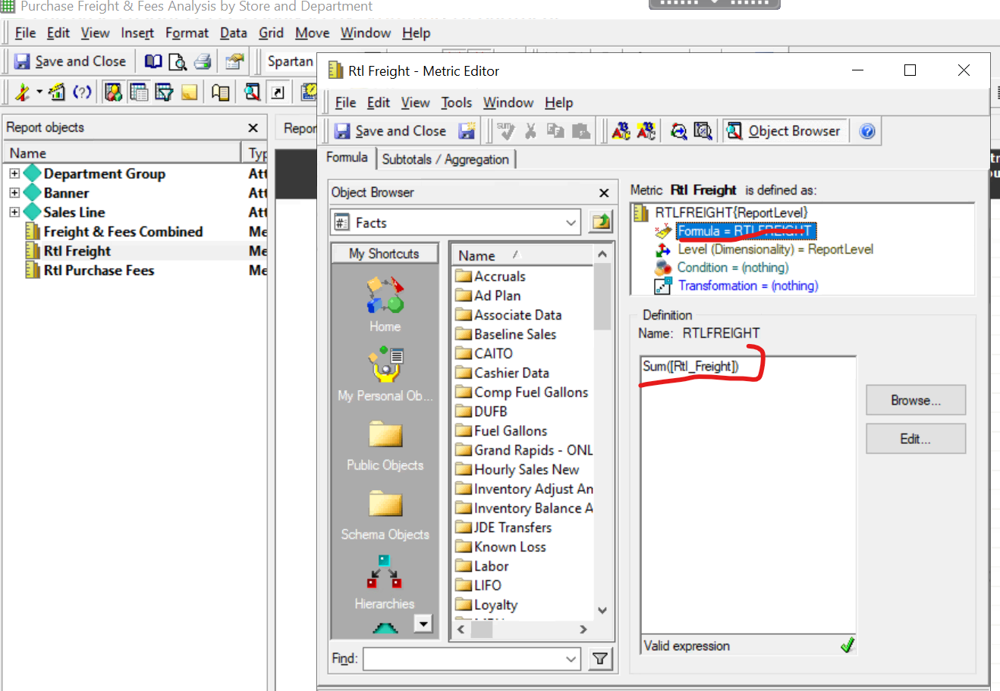 Purchase Freight & Fees Analysis by Store and Department
File Edit View Insert Format Data Grid Move Window Help
Save and Close
Spartan
Report objects
Repor
Name
Typ
Department Group Att
Banner Att
Sales Line Att
Freight & Fees Combined Me
Rtl Freight Me
Rtl Purchase Fees Me
Rtl Freight - Metric Editor
File Edit View Tools Window Help
Save and Close
Object Browser
Formula
Subtotals / Aggregation
Object Browser
Facts
My Shortcuts
Home
My Personal Ob...
Public Objects
Schema Objects
Hierarchies
Name
Accruals
Ad Plan
Associate Data
Baseline Sales
CAITO
Cashier Data
Comp Fuel Gallons
DUFB
Fuel Gallons
Grand Rapids - ONL
Hourly Sales New
Inventory Adjust An
Inventory Balance A
JDE Transfers
Known Loss
Labor
LIFO
Loyalty
Find:
Metric Rtl Freight is defined as:
RTLFREIGHT{ReportLevel}
Formula = RTLFREIGHT
Level (Dimensionality) = ReportLevel
Condition = (nothing)
Transformation = (nothing)
Definition
Name: RTLFREIGHT
Sum([Rtl_Freight])
Browse...
Edit...
Valid expression